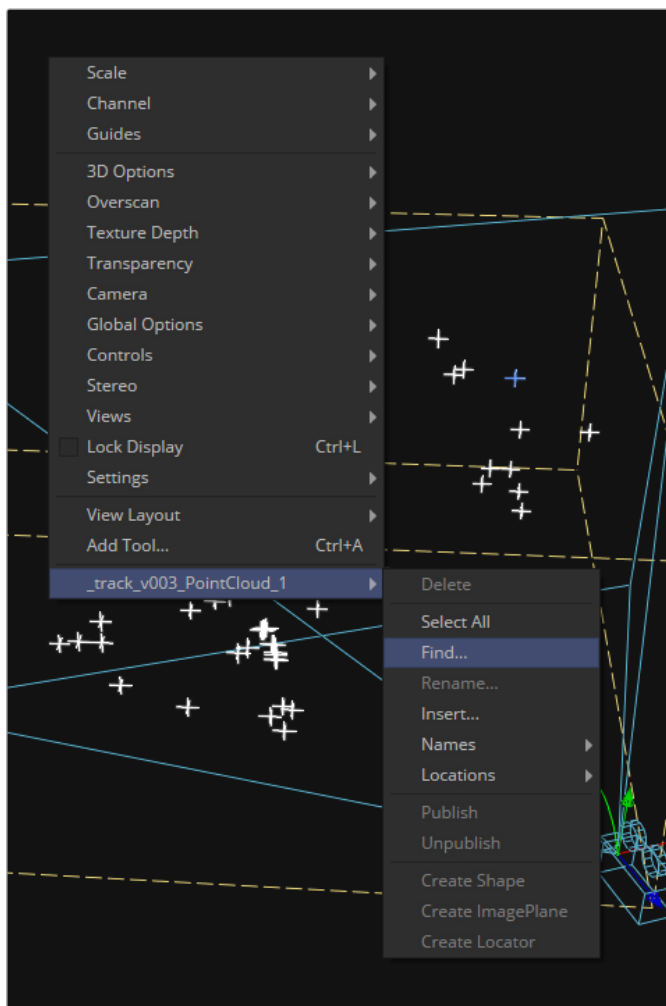 Scale
Channel
Guides
3D Options
Overscan
Texture Depth
Transparency
Camera
Global Options
Controls
Stereo
Views
Lock Display Ctrl+L
Settings
View Layout
Add Tool... Ctrl+A
_track_v003_PointCloud_1
Delete
Select All
Find...
Rename...
Insert...
Names
Locations
Publish
Unpublish
Create Shape
Create ImagePlane
Create Locator